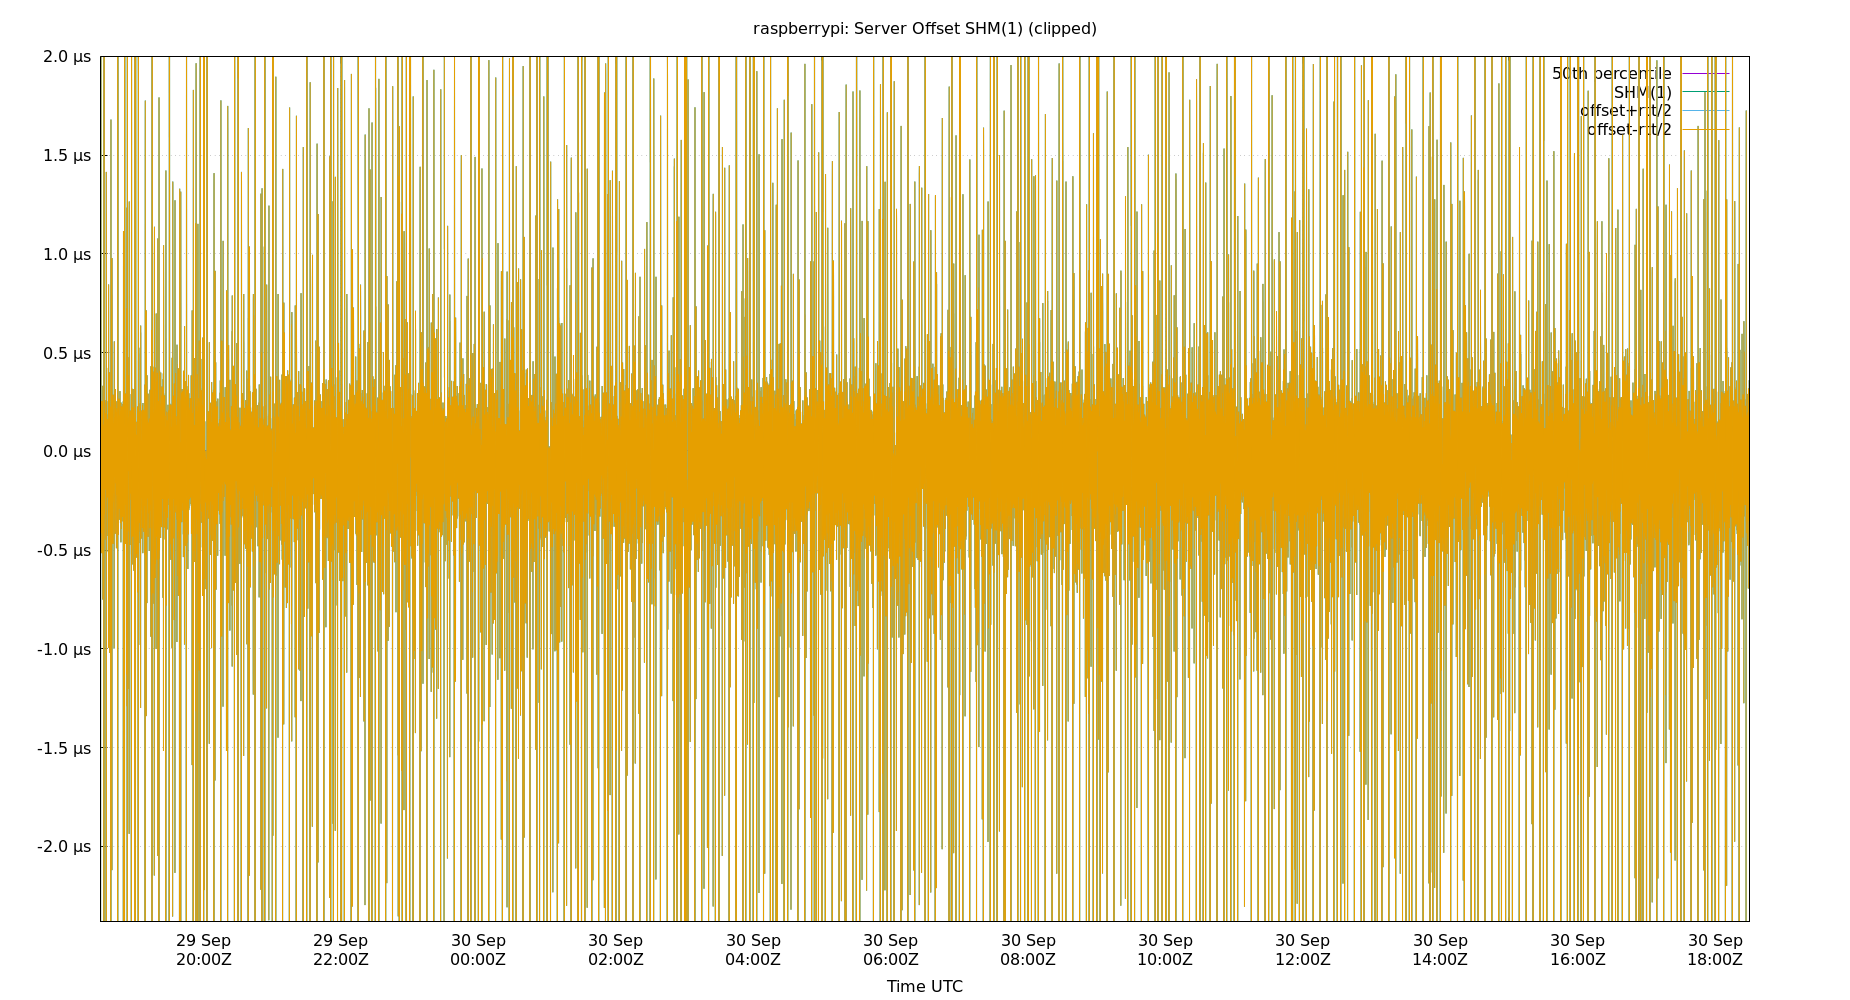 raspberrypi: Server Offset SHM(1) (clipped)
2.0 µs
1.5 µs
1.0 µs
0.5 µs
0.0 µs
-0.5 µs
-1.0 µs
-1.5 µs
-2.0 µs
50th percentile
SHM(1)
offset+rtt/2
offset-rtt/2
29 Sep 29 Sep 30 Sep 30 Sep 30 Sep 30 Sep 30 Sep 30 Sep 30 Sep 30 Sep 30 Sep 30 Sep
20:00Z 22:00Z 00:00Z 02:00Z 04:00Z 06:00Z 08:00Z 10:00Z 12:00Z 14:00Z 16:00Z 18:00Z
Time UTC